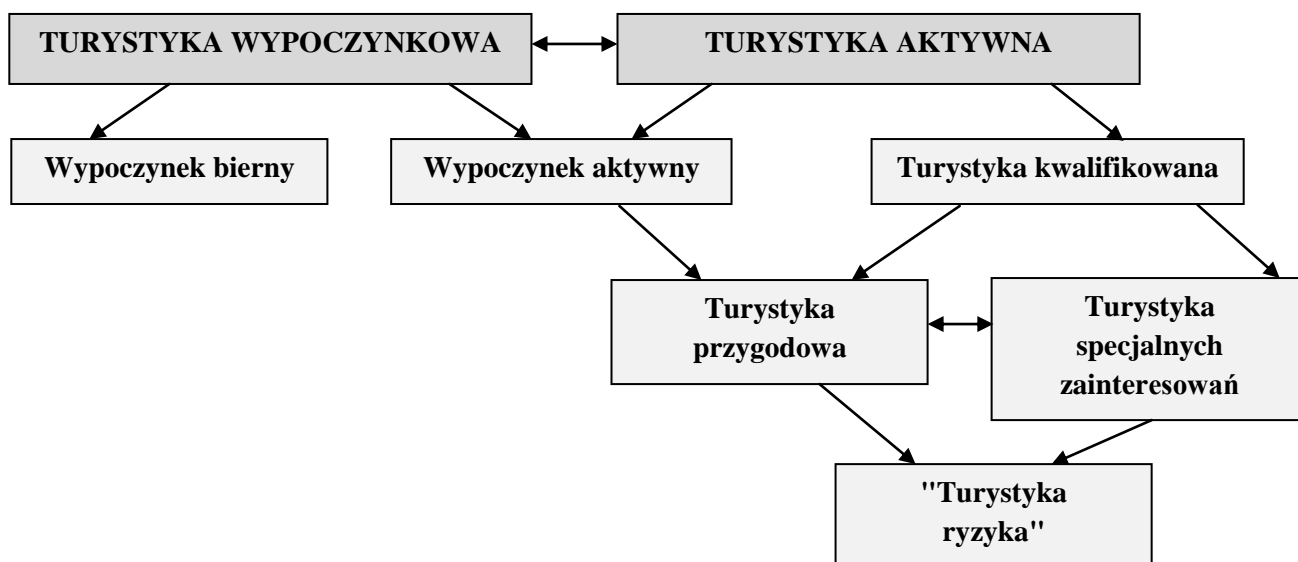 TURYSTYKA WYPOCZYNKOWA
TURYSTYKA AKTYWNA
Wypoczynek bierny
Wypoczynek aktywny
Turystyka kwalifikowana
Turystyka
przygodowa
Turystyka
specjalnych
zainteresowań
"Turystyka
ryzyka"